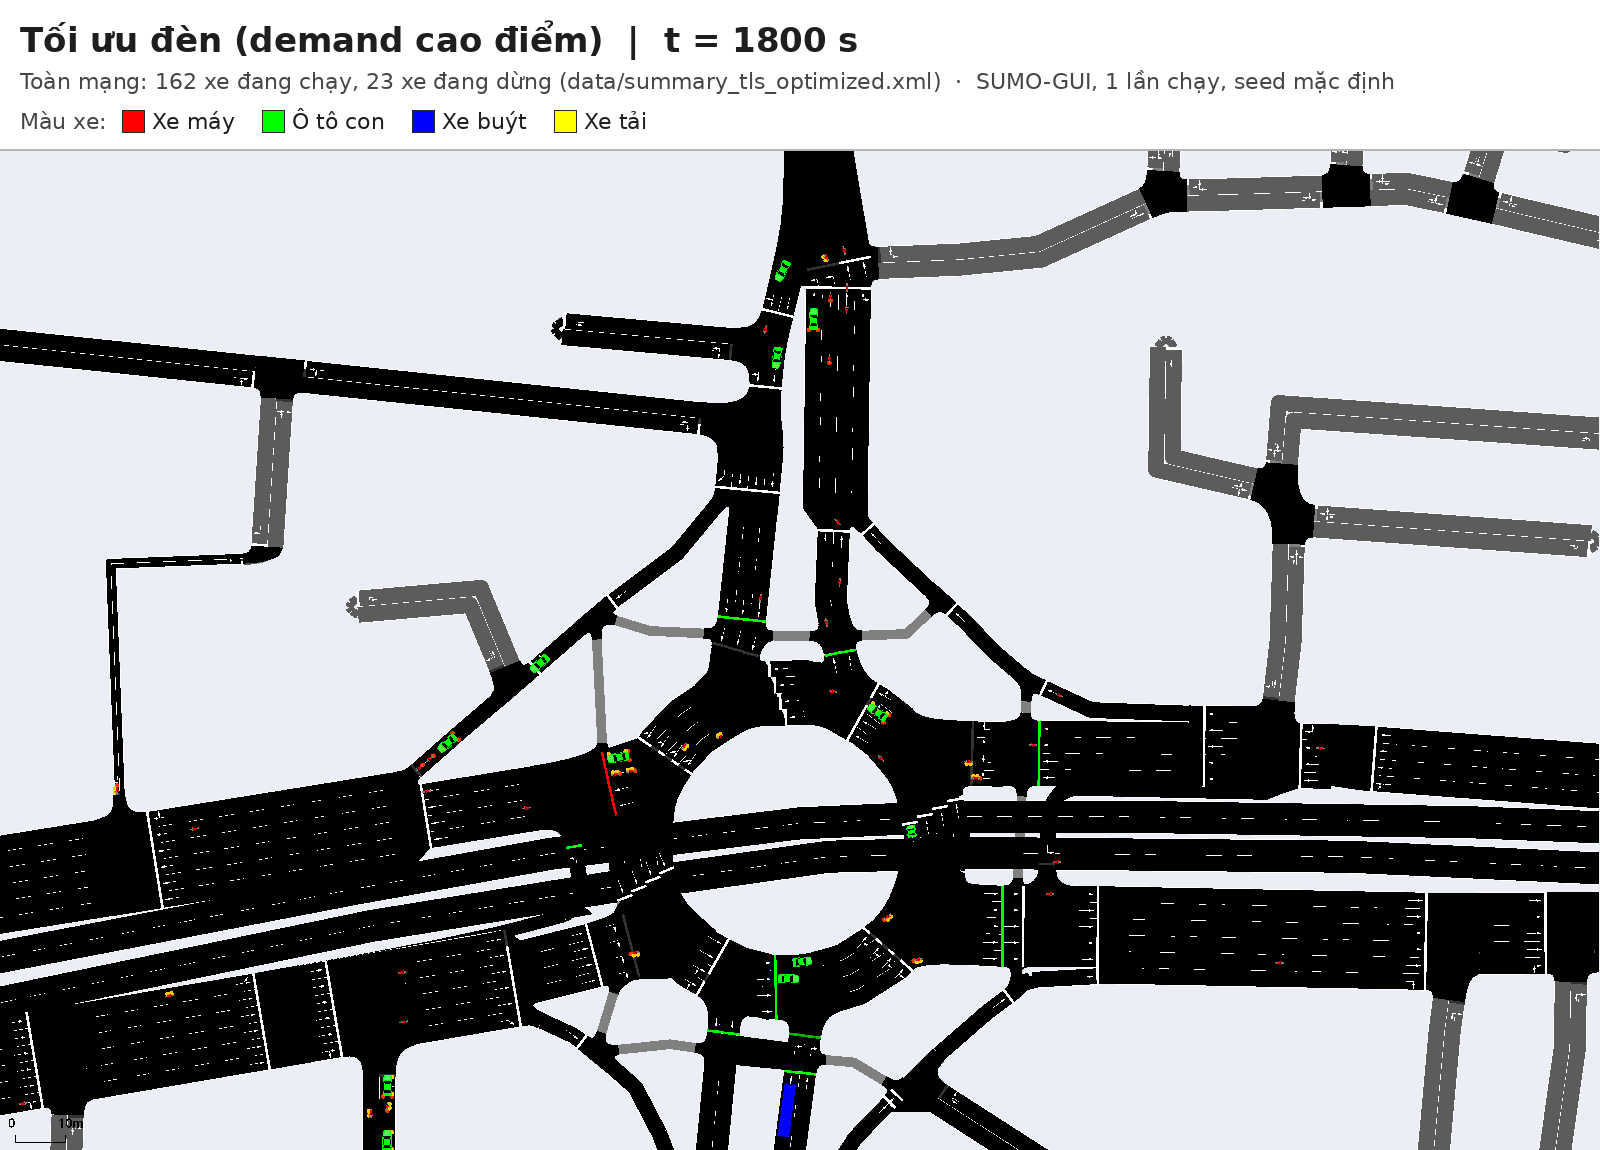 Tối ưu đèn (demand cao điểm)  |  t = 1800 s
Toàn mạng: 162 xe đang chạy, 23 xe đang dừng (data/summary_tls_optimized.xml)  ·  SUMO-GUI, 1 lần chạy, seed mặc định
Màu xe: Xe máy Ô tô con Xe buýt Xe tải
0 10m